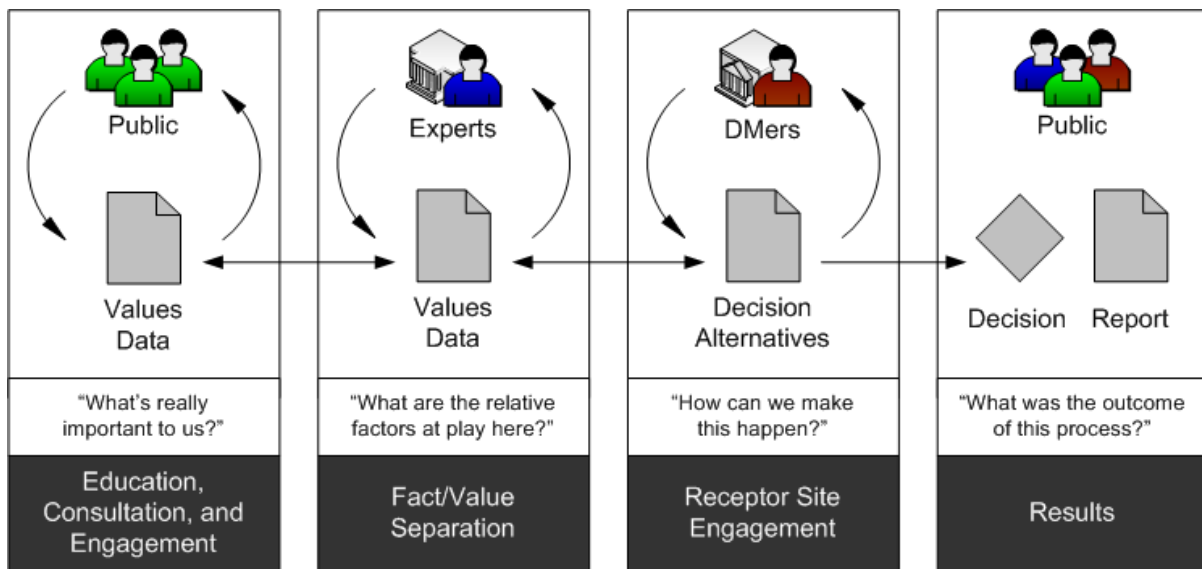 Public
Values
Data
“What's really
important to us?”
Education,
Consultation, and
Engagement
Experts
Values
Data
“What are the relative
factors at play here?”
Fact/Value
Separation
DMers
Decision
Alternatives
“How can we make
this happen?”
Receptor Site
Engagement
Public
Decision
Report
“What was the outcome
of this process?”
Results